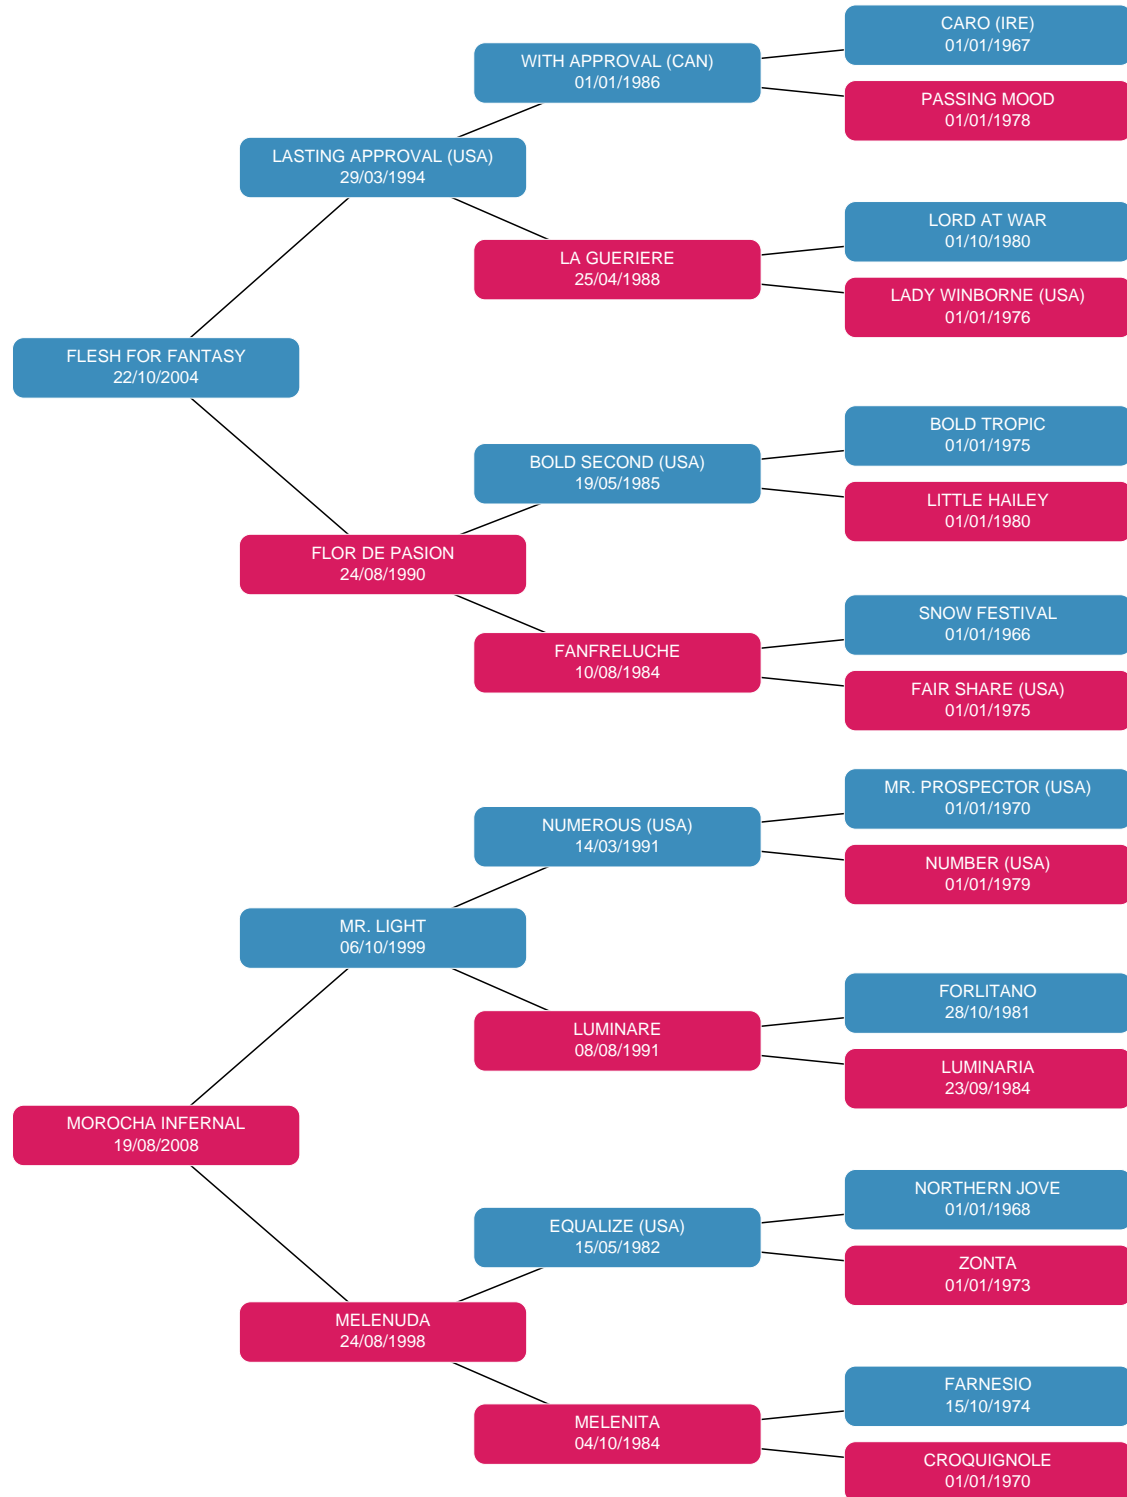 CARO (IRE)
01/01/1967
WITH APPROVAL (CAN)
01/01/1986
PASSING MOOD
01/01/1978
LASTING APPROVAL (USA)
29/03/1994
LORD AT WAR
01/10/1980
LA GUERIERE
25/04/1988
LADY WINBORNE (USA)
01/01/1976
FLESH FOR FANTASY
22/10/2004
BOLD TROPIC
01/01/1975
BOLD SECOND (USA)
19/05/1985
LITTLE HAILEY
01/01/1980
FLOR DE PASION
24/08/1990
SNOW FESTIVAL
01/01/1966
FANFRELUCHE
10/08/1984
FAIR SHARE (USA)
01/01/1975
MR. PROSPECTOR (USA)
01/01/1970
NUMEROUS (USA)
14/03/1991
NUMBER (USA)
01/01/1979
MR. LIGHT
06/10/1999
FORLITANO
28/10/1981
LUMINARE
08/08/1991
LUMINARIA
23/09/1984
MOROCHA INFERNAL
19/08/2008
NORTHERN JOVE
01/01/1968
EQUALIZE (USA)
15/05/1982
ZONTA
01/01/1973
MELENUDA
24/08/1998
FARNESIO
15/10/1974
MELENITA
04/10/1984
CROQUIGNOLE
01/01/1970